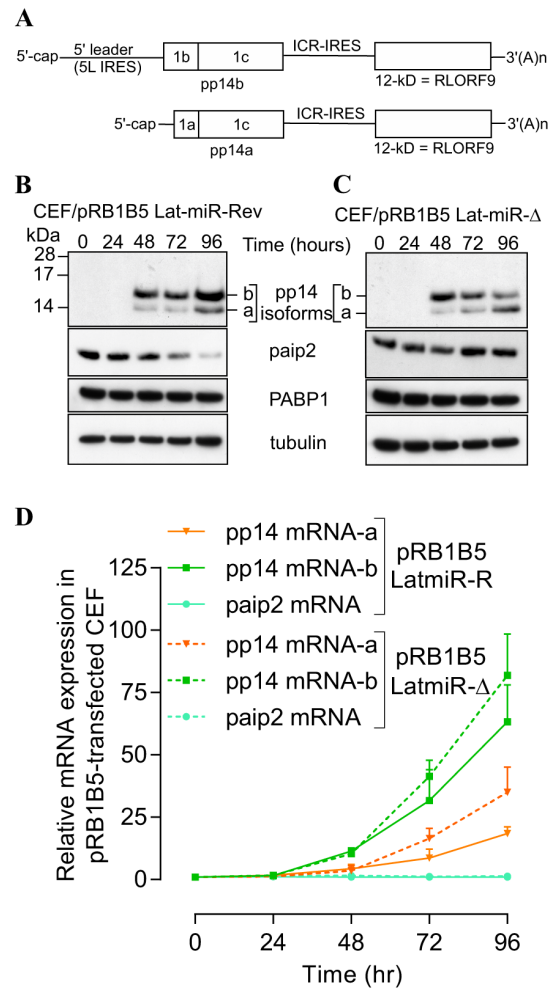 A
5'-cap
5' leader
(5L IRES)
1b
1c
pp14b
ICR-IRES
12-kD = RLORF9
3'(A)n
5'-cap
1a
1c
pp14a
ICR-IRES
12-kD = RLORF9
3'(A)n
B
CEF/pRB1B5 Lat-miR-Rev
kDa
0 24 48 72 96
28
17
14
b
a
C
CEF/pRB1B5 Lat-miR-Δ
0 24 48 72 96
Time (hours)
pp14
isoforms
b
a
paip2
PABP1
tubulin
D
pp14 mRNA-a
pp14 mRNA-b
paip2 mRNA
pRB1B5
LatmiR-R
pp14 mRNA-a
pp14 mRNA-b
paip2 mRNA
pRB1B5
LatmiR-Δ
Relative mRNA expression in
pRB1B5-transfected CEF
125
100
75
50
25
0
0 24 48 72 96
Time (hr)